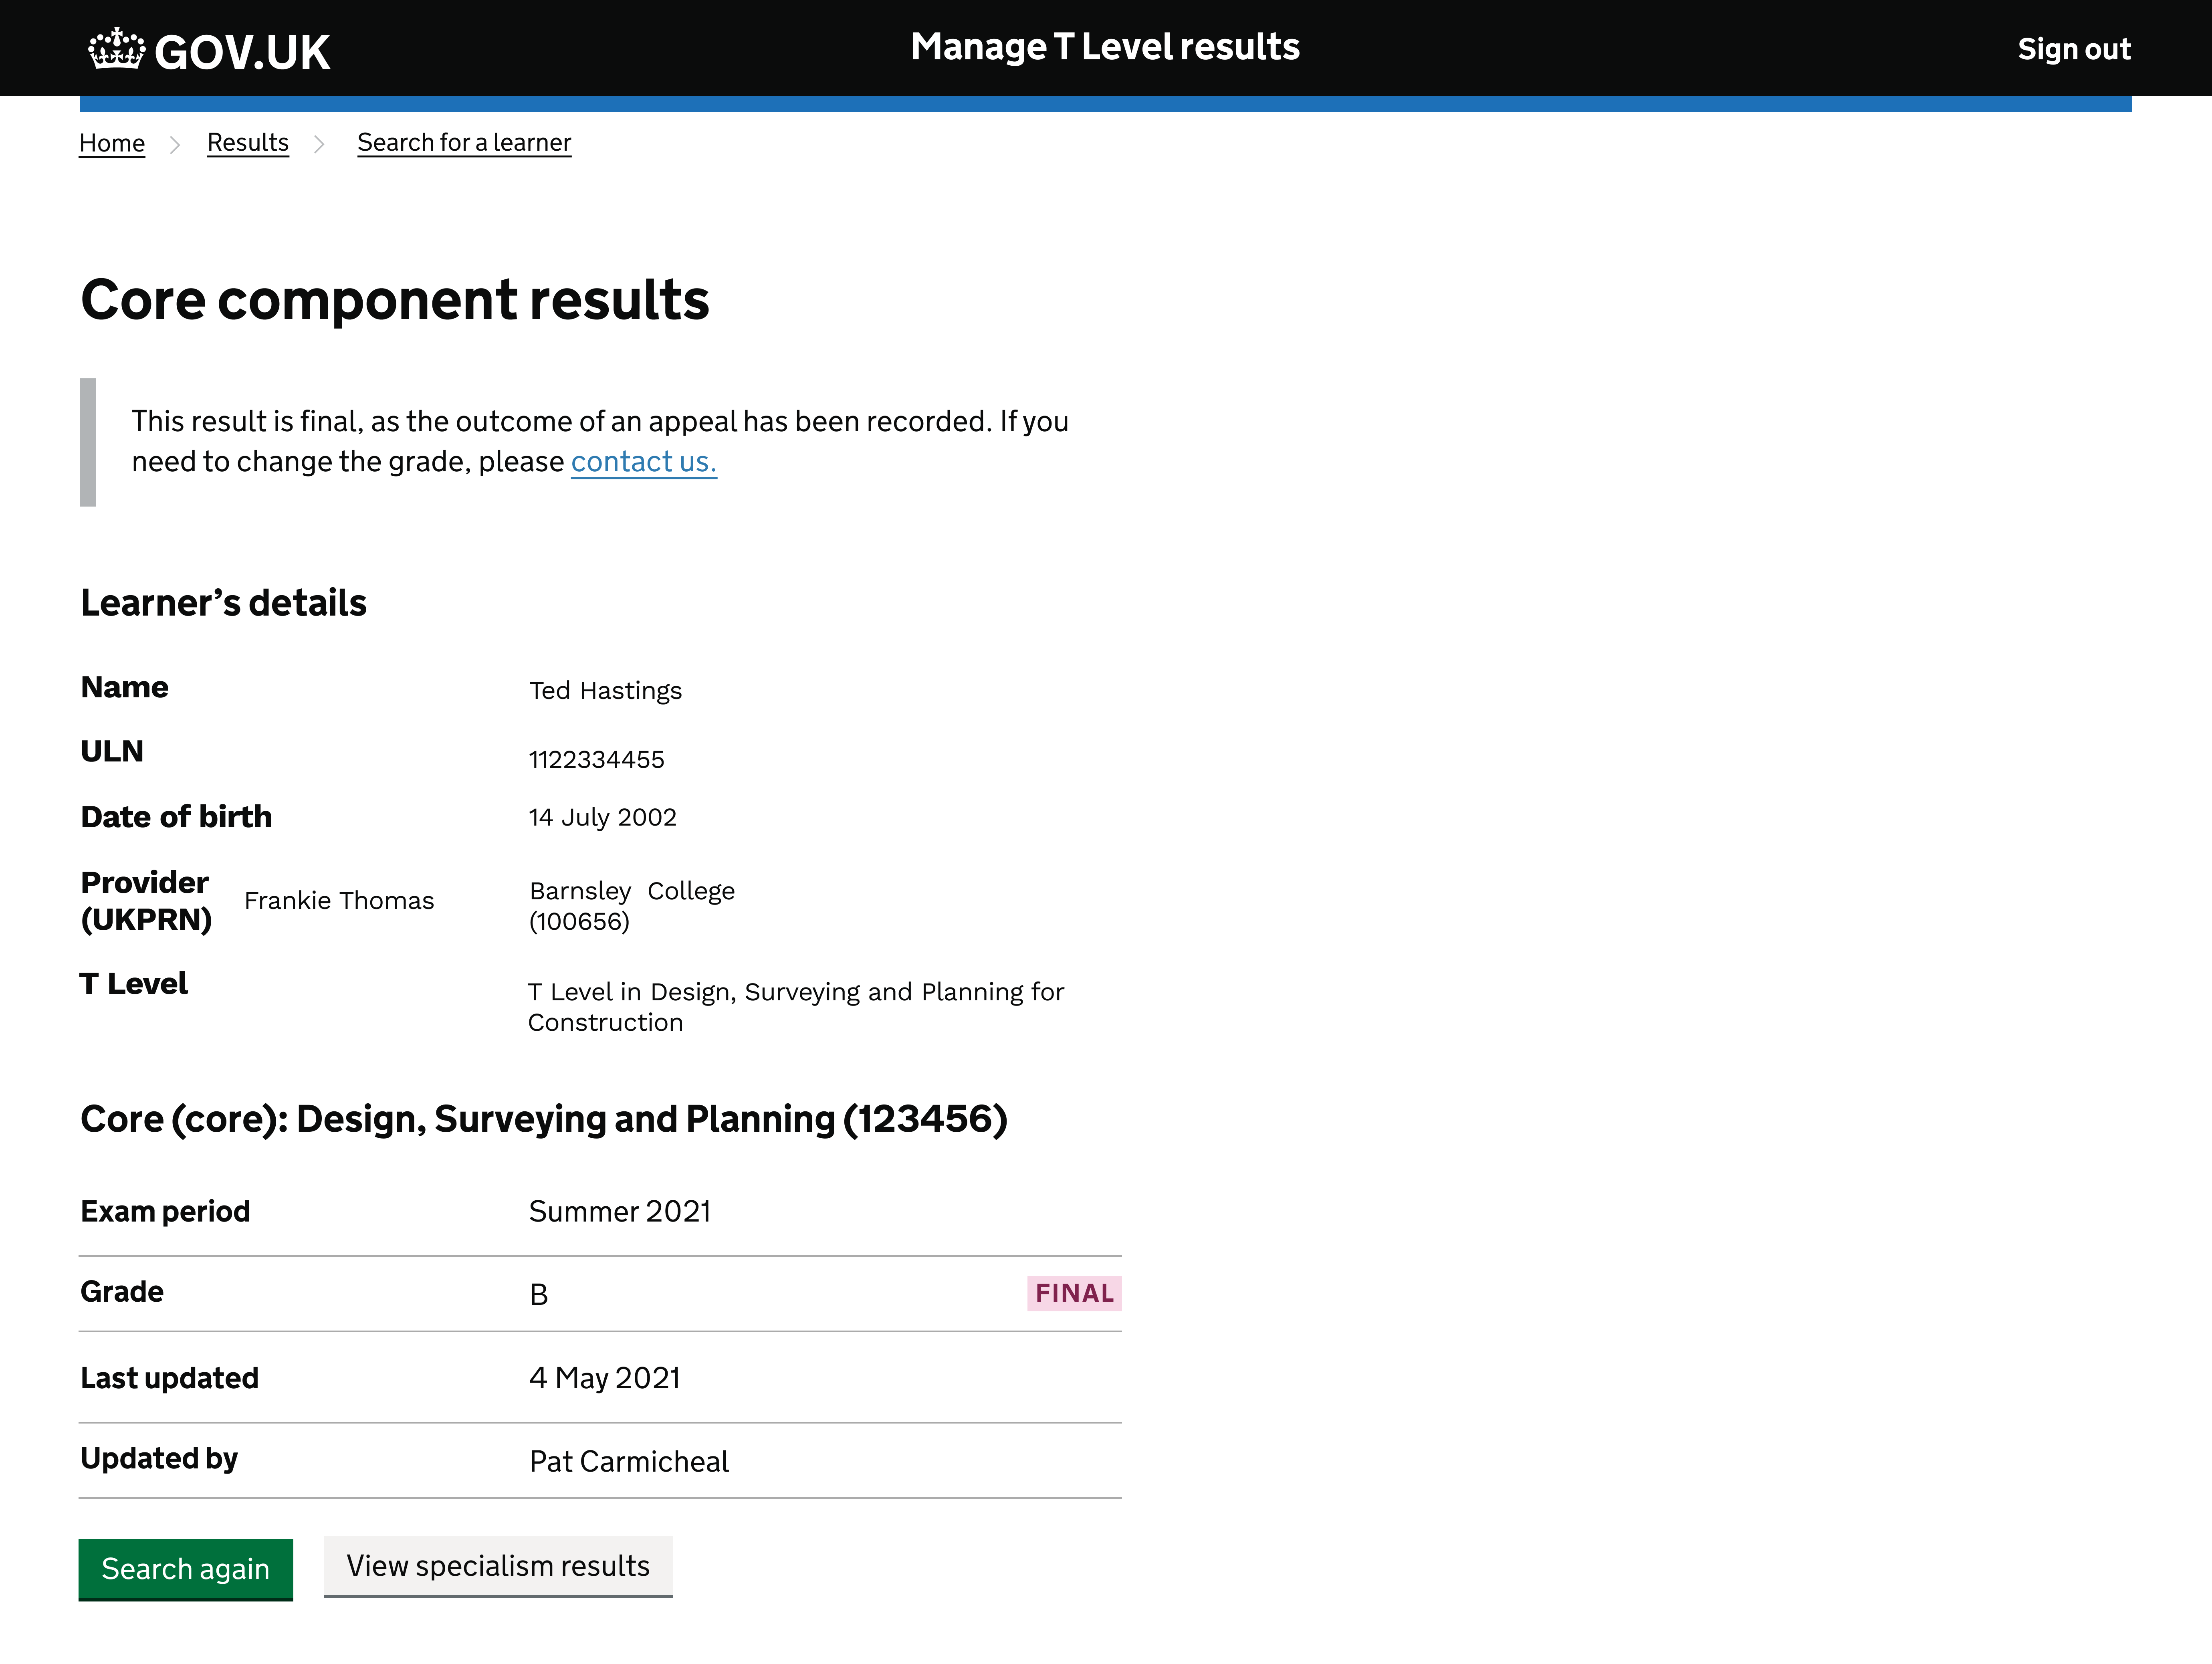 GOV.UK
Manage T Level results
Sign out
Home
Results
Search for a learner
Core component results
This result is final, as the outcome of an appeal has been recorded. If you
need to change the grade, please contact us.
Learner’s details
Name
Ted Hastings
ULN
1122334455
Date of birth
14 July 2002
Provider
(UKPRN)
Frankie Thomas
Barnsley College
(100656)
T Level
T Level in Design, Surveying and Planning for
Construction
Core (core): Design, Surveying and Planning (123456)
Exam period
Summer 2021
Grade
B
FINAL
Last updated
4 May 2021
Updated by
Pat Carmicheal
Search again
View specialism results